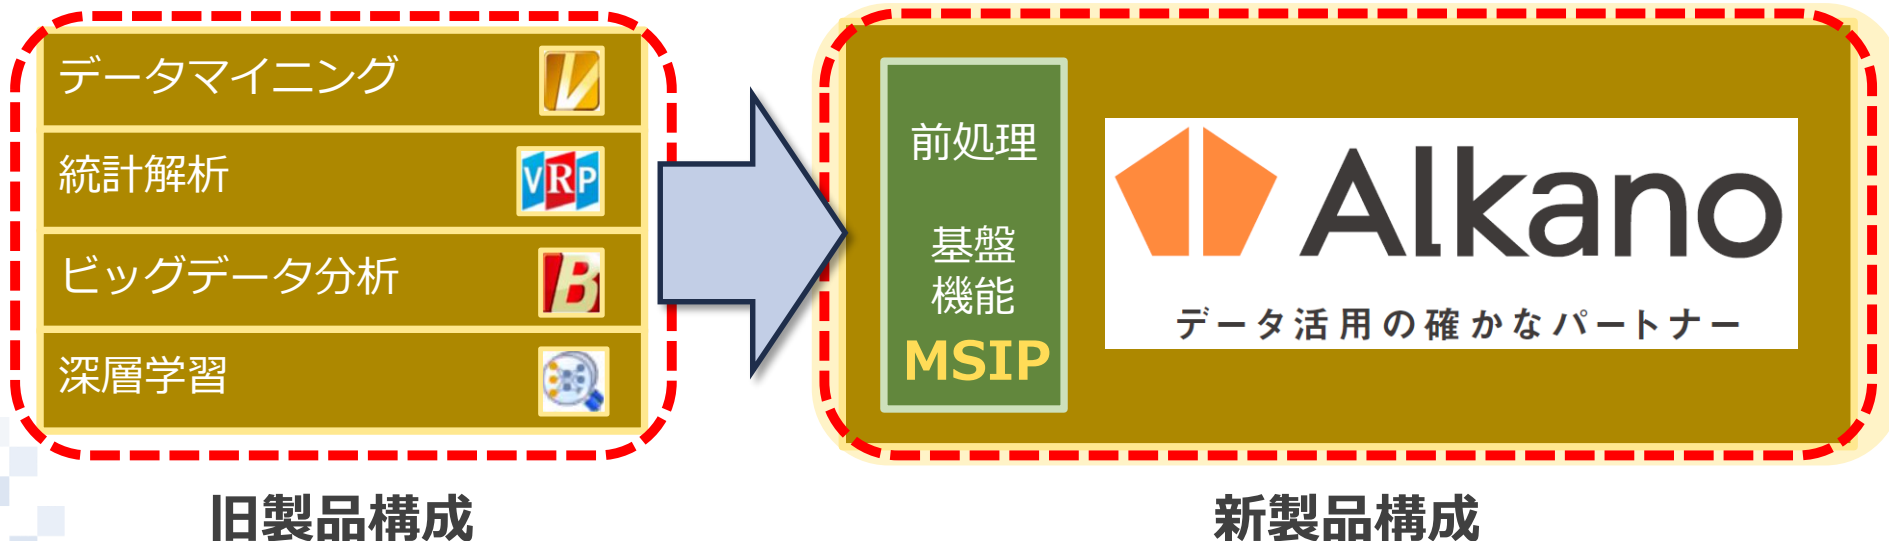 データマイニング
V
統計解析
VRP
ビッグデータ分析
B
深層学習
旧製品構成
前処理
基盤
機能
MSIP
Alkano
データ活用の確かなパートナー
新製品構成